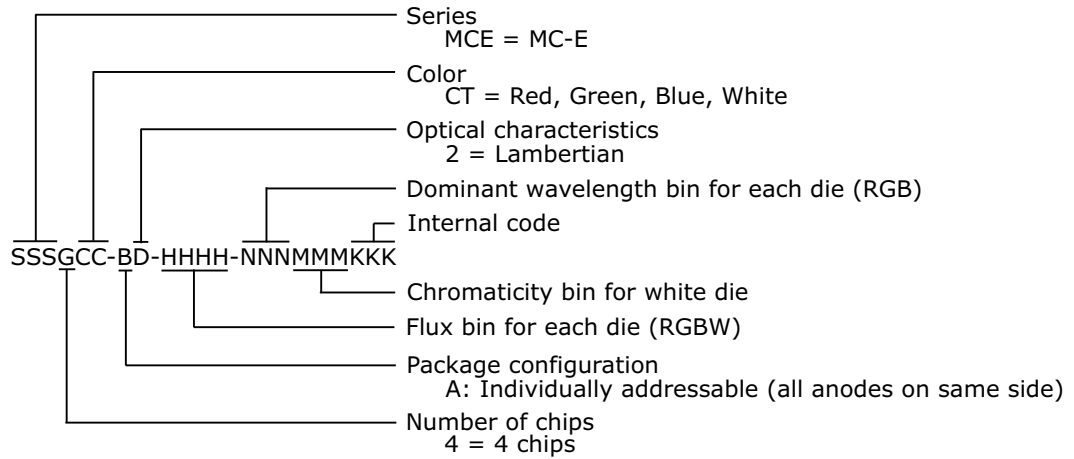 Series
MCE = MC-E
Color
CT = Red, Green, Blue, White
Optical characteristics
2 = Lambertian
Dominant wavelength bin for each die (RGB)
Internal code
SSSGCC-BD-HHHH-NNNMMMKKK
Chromaticity bin for white die
Flux bin for each die (RGBW)
Package configuration
A: Individually addressable (all anodes on same side)
Number of chips
4 = 4 chips